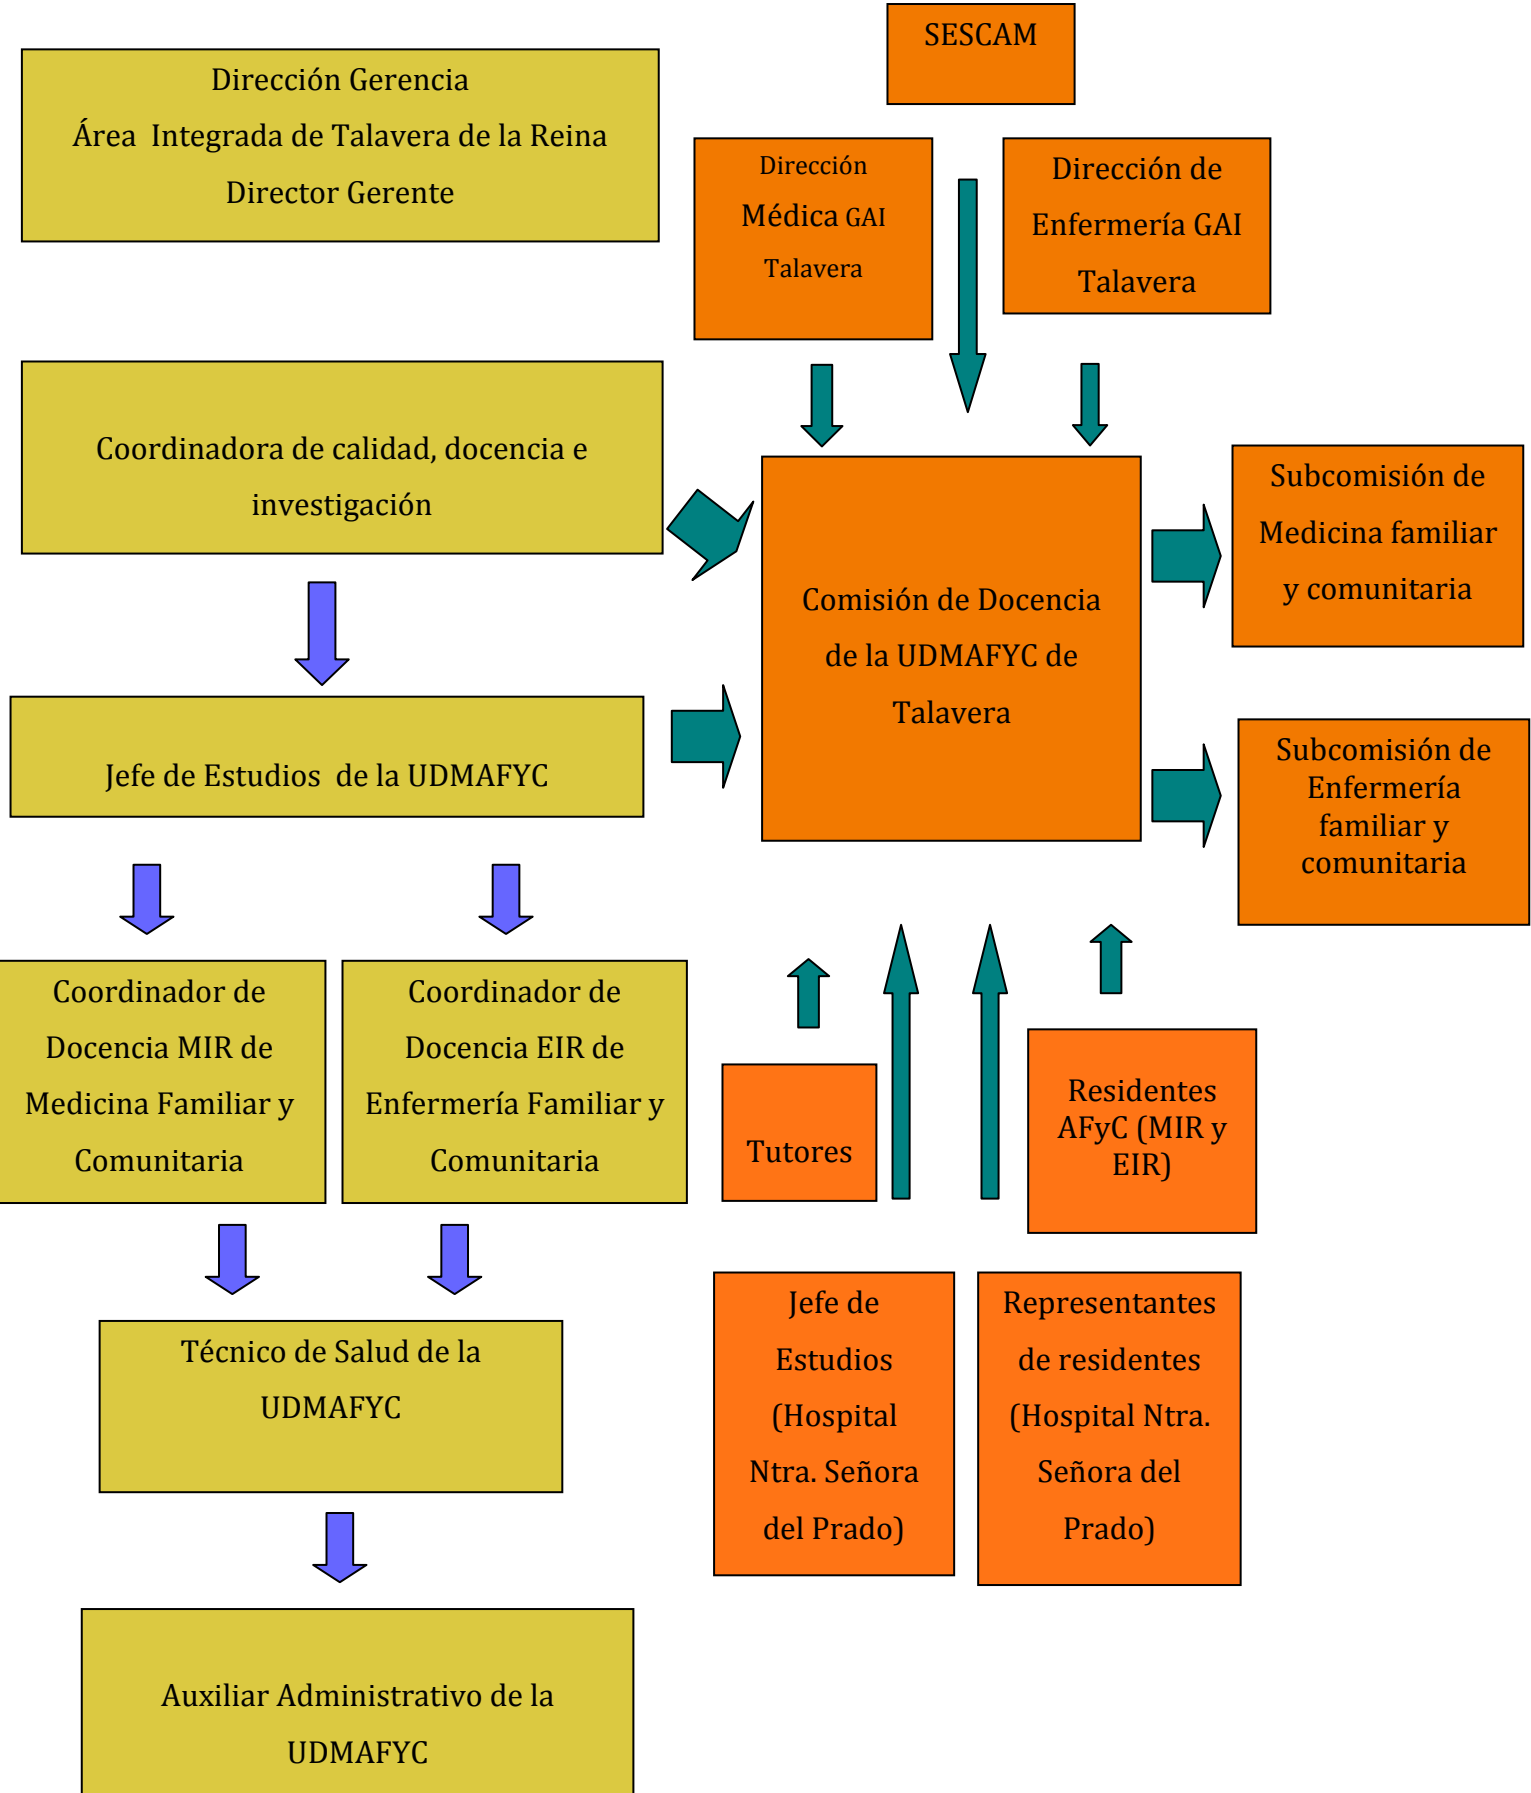 SESCAM
Dirección Gerencia
Área  Integrada de Talavera de la Reina
Director Gerente
Dirección
Médica GAI
Talavera
Dirección de
Enfermería GAI
Talavera
Coordinadora de calidad, docencia e
investigación
Comisión de Docencia
de la UDMAFYC de
Talavera
Subcomisión de
Medicina familiar
y comunitaria
Jefe de Estudios  de la UDMAFYC
Subcomisión de
Enfermería
familiar y
comunitaria
Coordinador de
Docencia MIR de
Medicina Familiar y
Comunitaria
Coordinador de
Docencia EIR de
Enfermería Familiar y
Comunitaria
Tutores
Residentes
AFyC (MIR y
EIR)
Jefe de
Estudios
(Hospital
Ntra. Señora
del Prado)
Representantes
de residentes
(Hospital Ntra.
Señora del
Prado)
Técnico de Salud de la
UDMAFYC
Auxiliar Administrativo de la
UDMAFYC